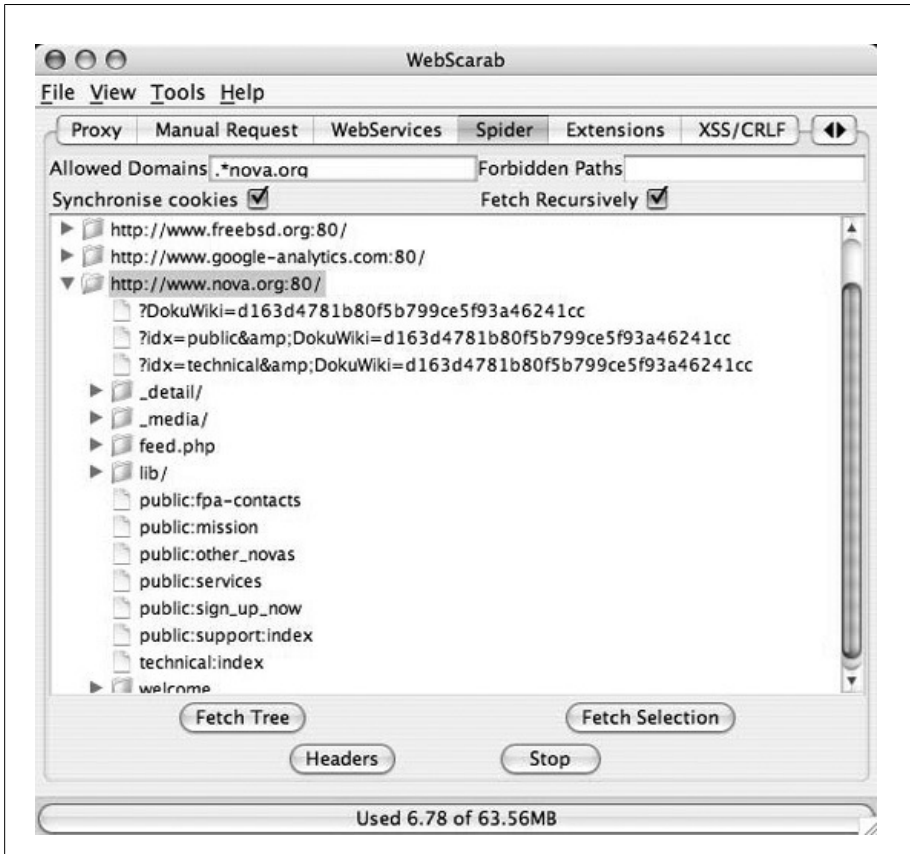 WebScarab
File View Tools Help
Proxy Manual Request WebServices Spider Extensions XSS/CRLF
Allowed Domains .*nova.org Forbidden Paths
Synchronise cookies Fetch Recursively
http://www.freebsd.org:80/
http://www.google-analytics.com:80/
http://www.nova.org:80/
?DokuWiki=d163d4781b80f5b799ce5f93a46241cc
?idx=public&amp;DokuWiki=d163d4781b80f5b799ce5f93a46241cc
?idx=technical&amp;DokuWiki=d163d4781b80f5b799ce5f93a46241cc
_detail/
_media/
feed.php
lib/
public:fpa-contacts
public:mission
public:other_novas
public:services
public:sign_up_now
public:support:index
technical:index
welcome
Fetch Tree Fetch Selection
Headers Stop
Used 6.78 of 63.56MB